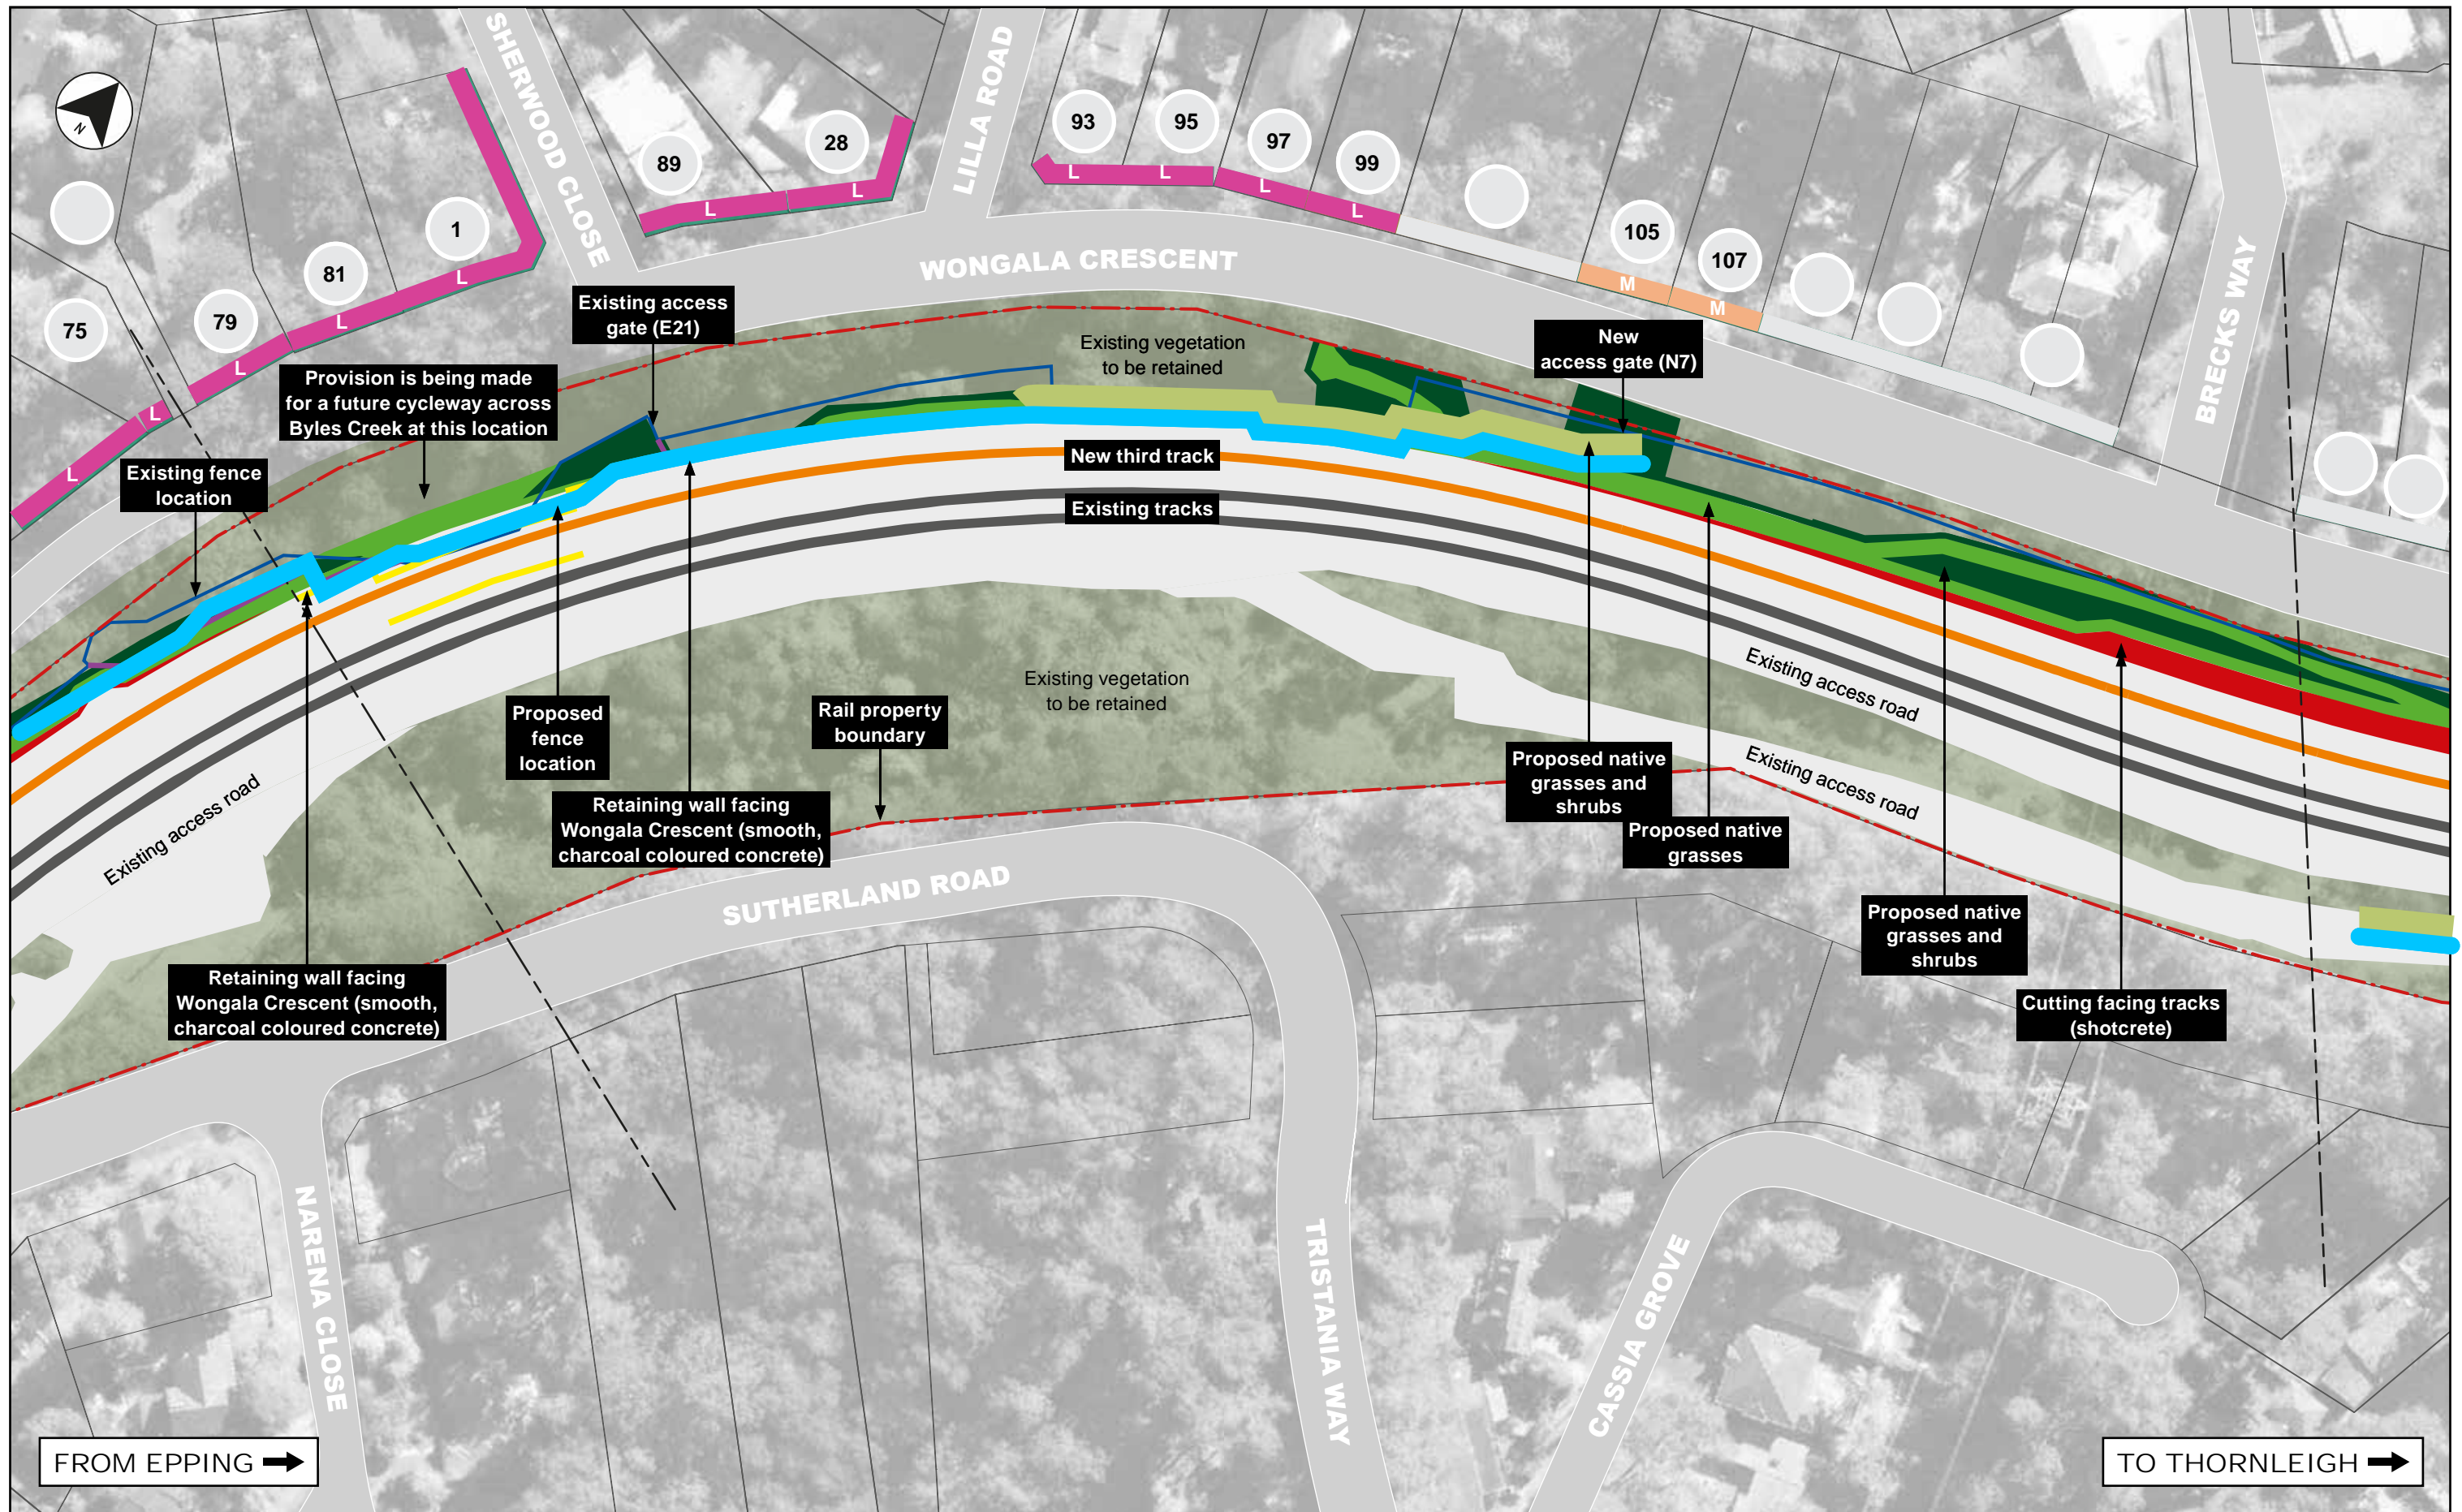 SHERWOOD CLOSE
LILLA ROAD
N
93
95
97
99
28
89
L
L
L
L
L
L
1
81
79
75
L
L
L
L
L
105
107
M
M
WONGALA CRESCENT
BRECKS WAY
Existing access
gate (E21)
Existing vegetation
to be retained
New
access gate (N7)
Provision is being made
for a future cycleway across
Byles Creek at this location
Existing fence
location
New third track
Existing tracks
Existing vegetation
to be retained
Existing access road
Existing access road
Existing access road
Proposed
fence
location
Rail property
boundary
Proposed native
grasses and
shrubs
Retaining wall facing
Wongala Crescent (smooth,
charcoal coloured concrete)
Proposed native
grasses
SUTHERLAND ROAD
Proposed native
grasses and
shrubs
Retaining wall facing
Wongala Crescent (smooth,
charcoal coloured concrete)
Cutting facing tracks
(shotcrete)
NARENA CLOSE
TRISTANIA WAY
CASSIA GROVE
FROM EPPING
TO THORNLEIGH